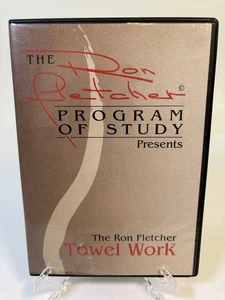 THE Ron
Fletcher©
PROGRAM
OF STUDY
Presents
The Ron Fletcher
Towel Work